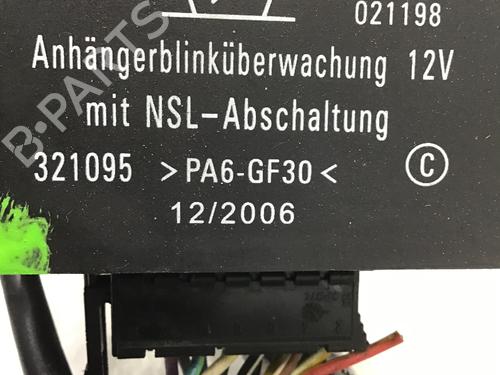 021198
Anhängerblinküberwachung 12V
mit NSL-Abschaltung
321095 >PA6-GF30< ©
12/2006
B-PARTS